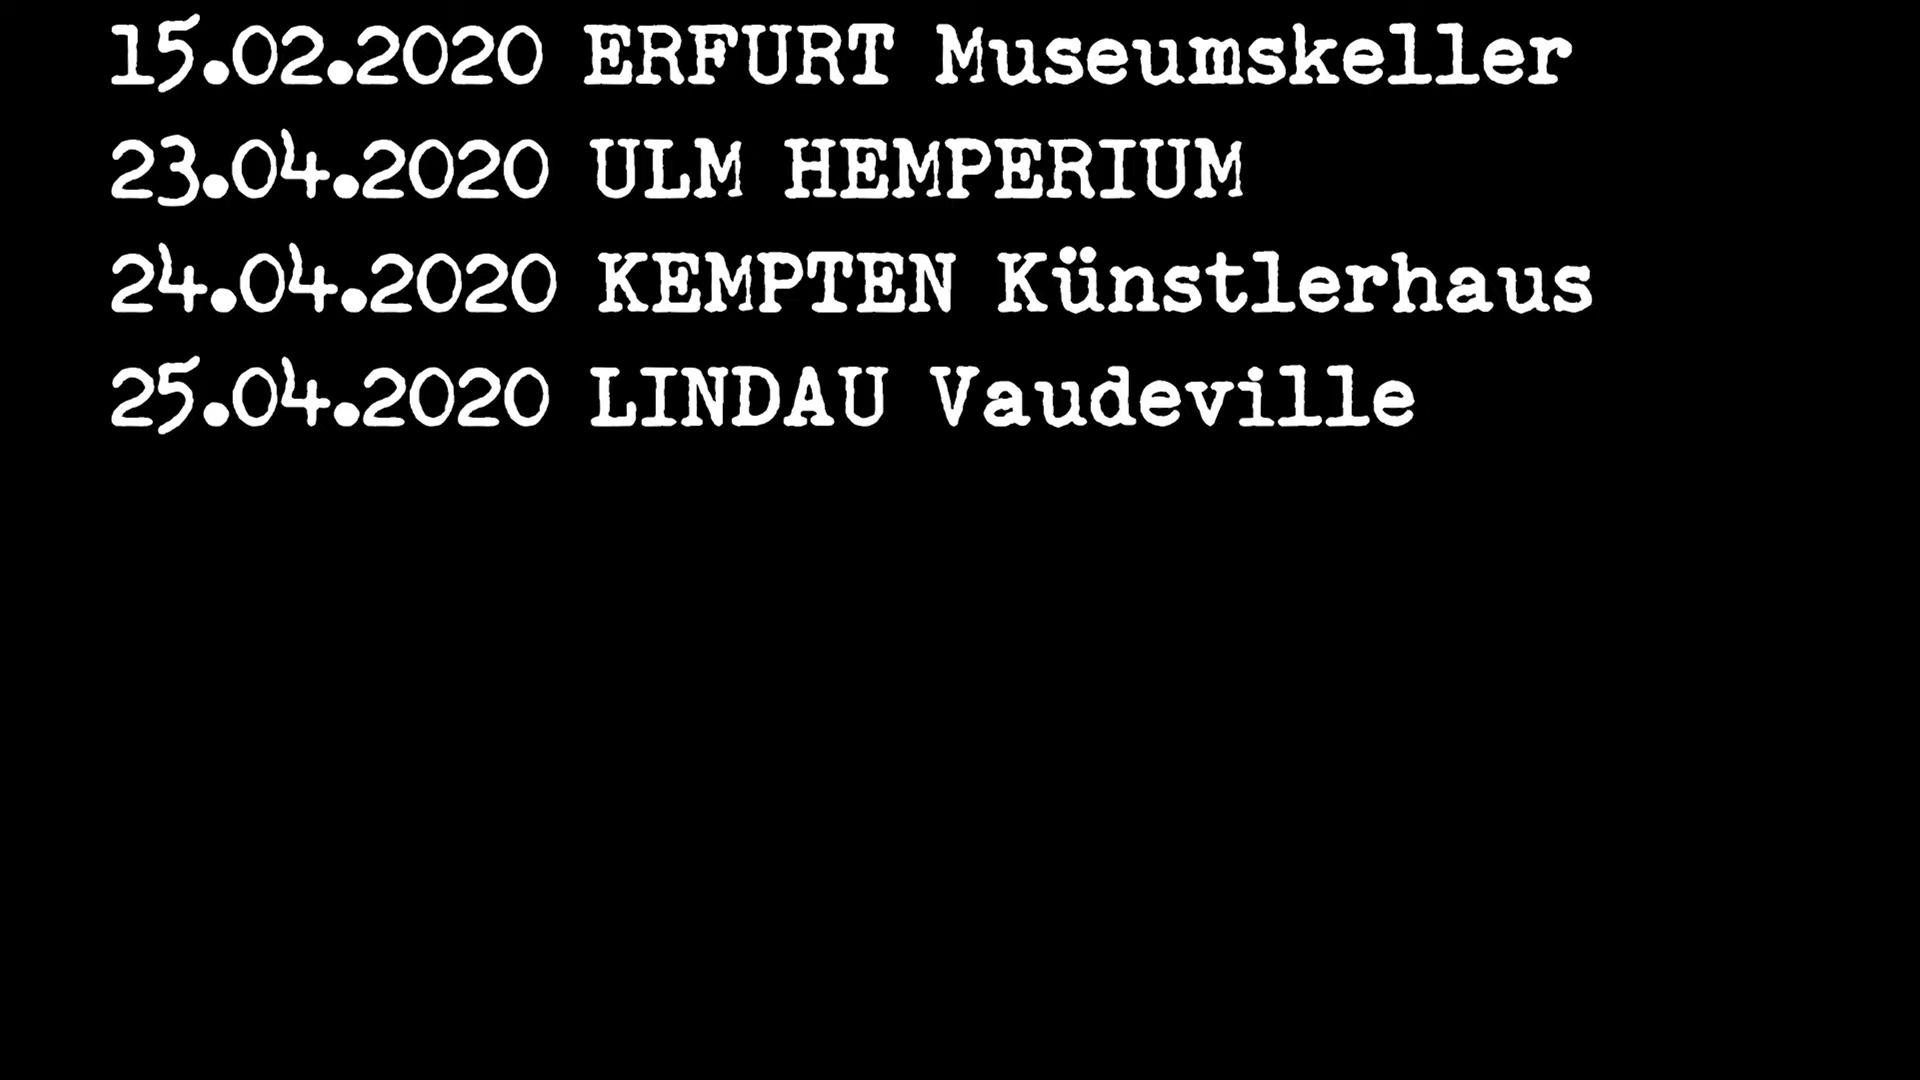 15.02.2020 ERFURT Museumskeller
23.04.2020 ULM HEMPERIUM
24.04.2020 KEMPTEN Künstlerhaus
25.04.2020 LINDAU Vaudeville